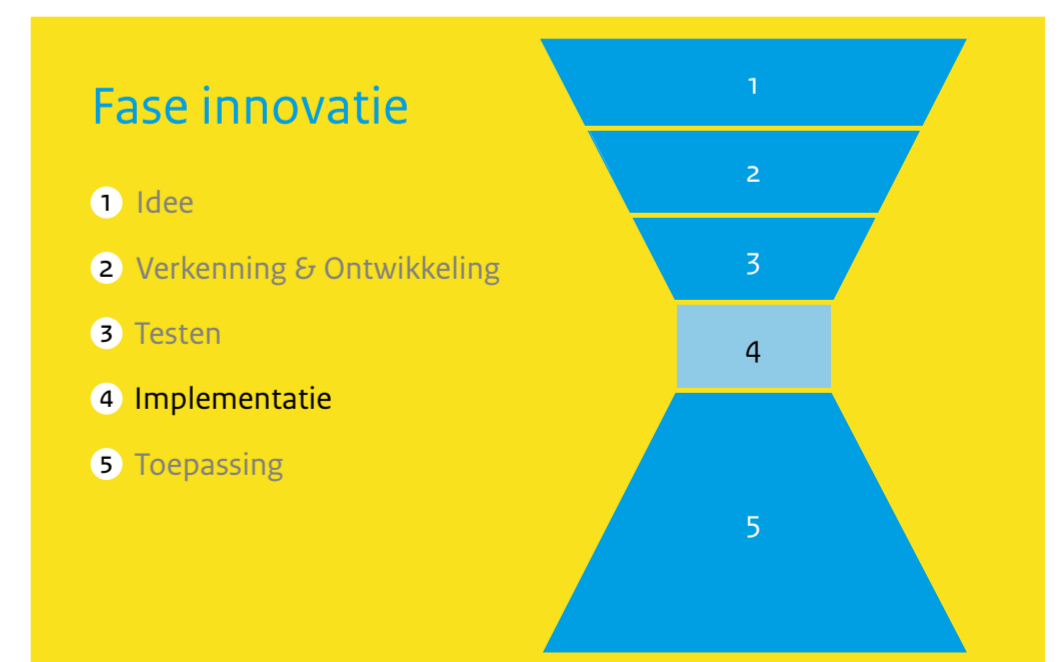 Fase innovatie
1 Idee
2 Verkenning & Ontwikkeling
3 Testen
4 Implementatie
5 Toepassing
1
2
3
4
5